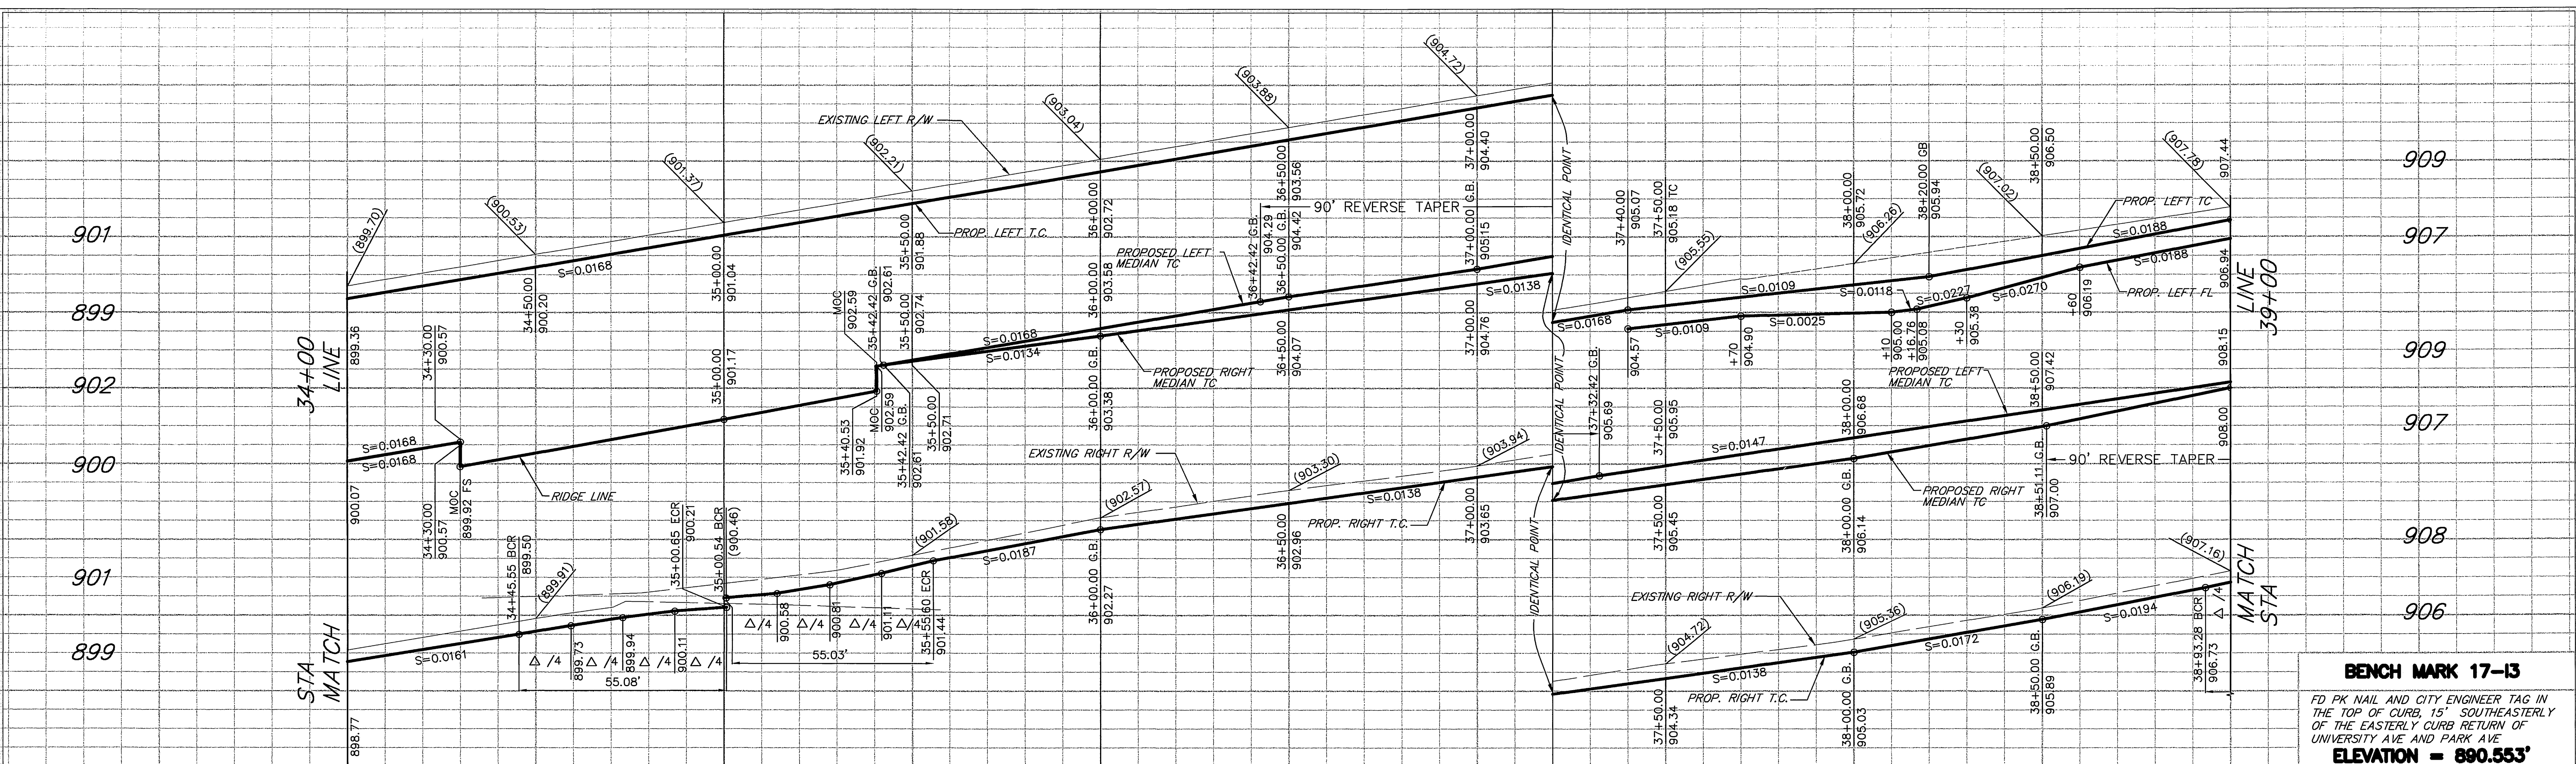 901
899
902
900
901
899
34+00
LINE
STA
MATCH
(899.70)
(900.53)
(901.37)
(902.21)
(903.04)
(903.88)
(904.72)
EXISTING LEFT R/W
PROP. LEFT T.C.
S=0.0168
899.36
34+50.00
900.20
35+00.00
901.04
35+50.00
901.88
36+00.00
902.72
36+50.00
903.56
37+00.00
904.40
90' REVERSE TAPER
IDENTICAL POINT
PROPOSED LEFT
MEDIAN TC
36+42.42 G.B.
904.29
36+50.00 G.B.
904.42
37+00.00 G.B.
905.15
34+30.00
900.57
S=0.0168
S=0.0168
900.07
34+30.00
900.57
MOC
899.92 FS
RIDGE LINE
35+00.00
901.17
MOC
902.59
35+42.42 G.B.
902.61
35+50.00
902.74
36+00.00
903.58
S=0.0168
S=0.0134
S=0.0138
35+40.53
901.92
MOC
902.59
35+42.42 G.B.
902.61
35+50.00
902.71
36+00.00 G.B.
903.38
PROPOSED RIGHT
MEDIAN TC
36+50.00
904.07
37+00.00
904.76
EXISTING RIGHT R/W
PROP. RIGHT T.C.
(899.91)
(900.46)
(901.58)
(902.57)
(903.30)
(903.94)
898.77
S=0.0161
34+45.55 BCR
899.50
Δ /4
899.73
Δ /4
899.94
Δ /4
900.11
Δ /4
55.08'
35+00.65 ECR
900.21
35+00.54 BCR
Δ/4
900.58
Δ/4
900.81
Δ/4
901.11
Δ/4
35+55.60 ECR
901.44
55.03'
S=0.0187
36+00.00 G.B.
902.27
36+50.00
902.96
S=0.0138
37+00.00
903.65
IDENTICAL POINT
IDENTICAL POINT
37+40.00
905.07
37+50.00
905.18 TC
(905.55)
38+00.00
905.72
(906.26)
38+20.00 GB
905.94
(907.02)
38+50.00
906.50
(907.78)
907.44
PROP. LEFT TC
S=0.0188
S=0.0188
PROP. LEFT FL
S=0.0168
S=0.0109
S=0.0109
S=0.0025
S=0.0118
S=0.0227
S=0.0270
904.57
+70
904.90
+10
905.00
+16.76
905.08
+30
905.38
+60
906.19
906.94
37+32.42 G.B.
905.69
37+50.00
905.95
38+00.00
906.68
38+50.00
907.42
908.15
PROPOSED LEFT
MEDIAN TC
S=0.0147
37+50.00
905.45
38+00.00 G.B.
906.14
38+51.11 G.B.
907.00
908.00
90' REVERSE TAPER
PROPOSED RIGHT
MEDIAN TC
EXISTING RIGHT R/W
(904.72)
(905.36)
(906.19)
(907.16)
S=0.0138
S=0.0172
S=0.0194
PROP. RIGHT T.C.
37+50.00
904.34
38+00.00 G.B.
905.03
38+50.00 G.B.
905.89
38+93.28 BCR
906.73
Δ /4
LINE
39+00
MATCH
STA
909
907
909
907
908
906
BENCH MARK 17-13
FD PK NAIL AND CITY ENGINEER TAG IN
THE TOP OF CURB, 15' SOUTHEASTERLY
OF THE EASTERLY CURB RETURN OF
UNIVERSITY AVE AND PARK AVE
ELEVATION = 890.553'